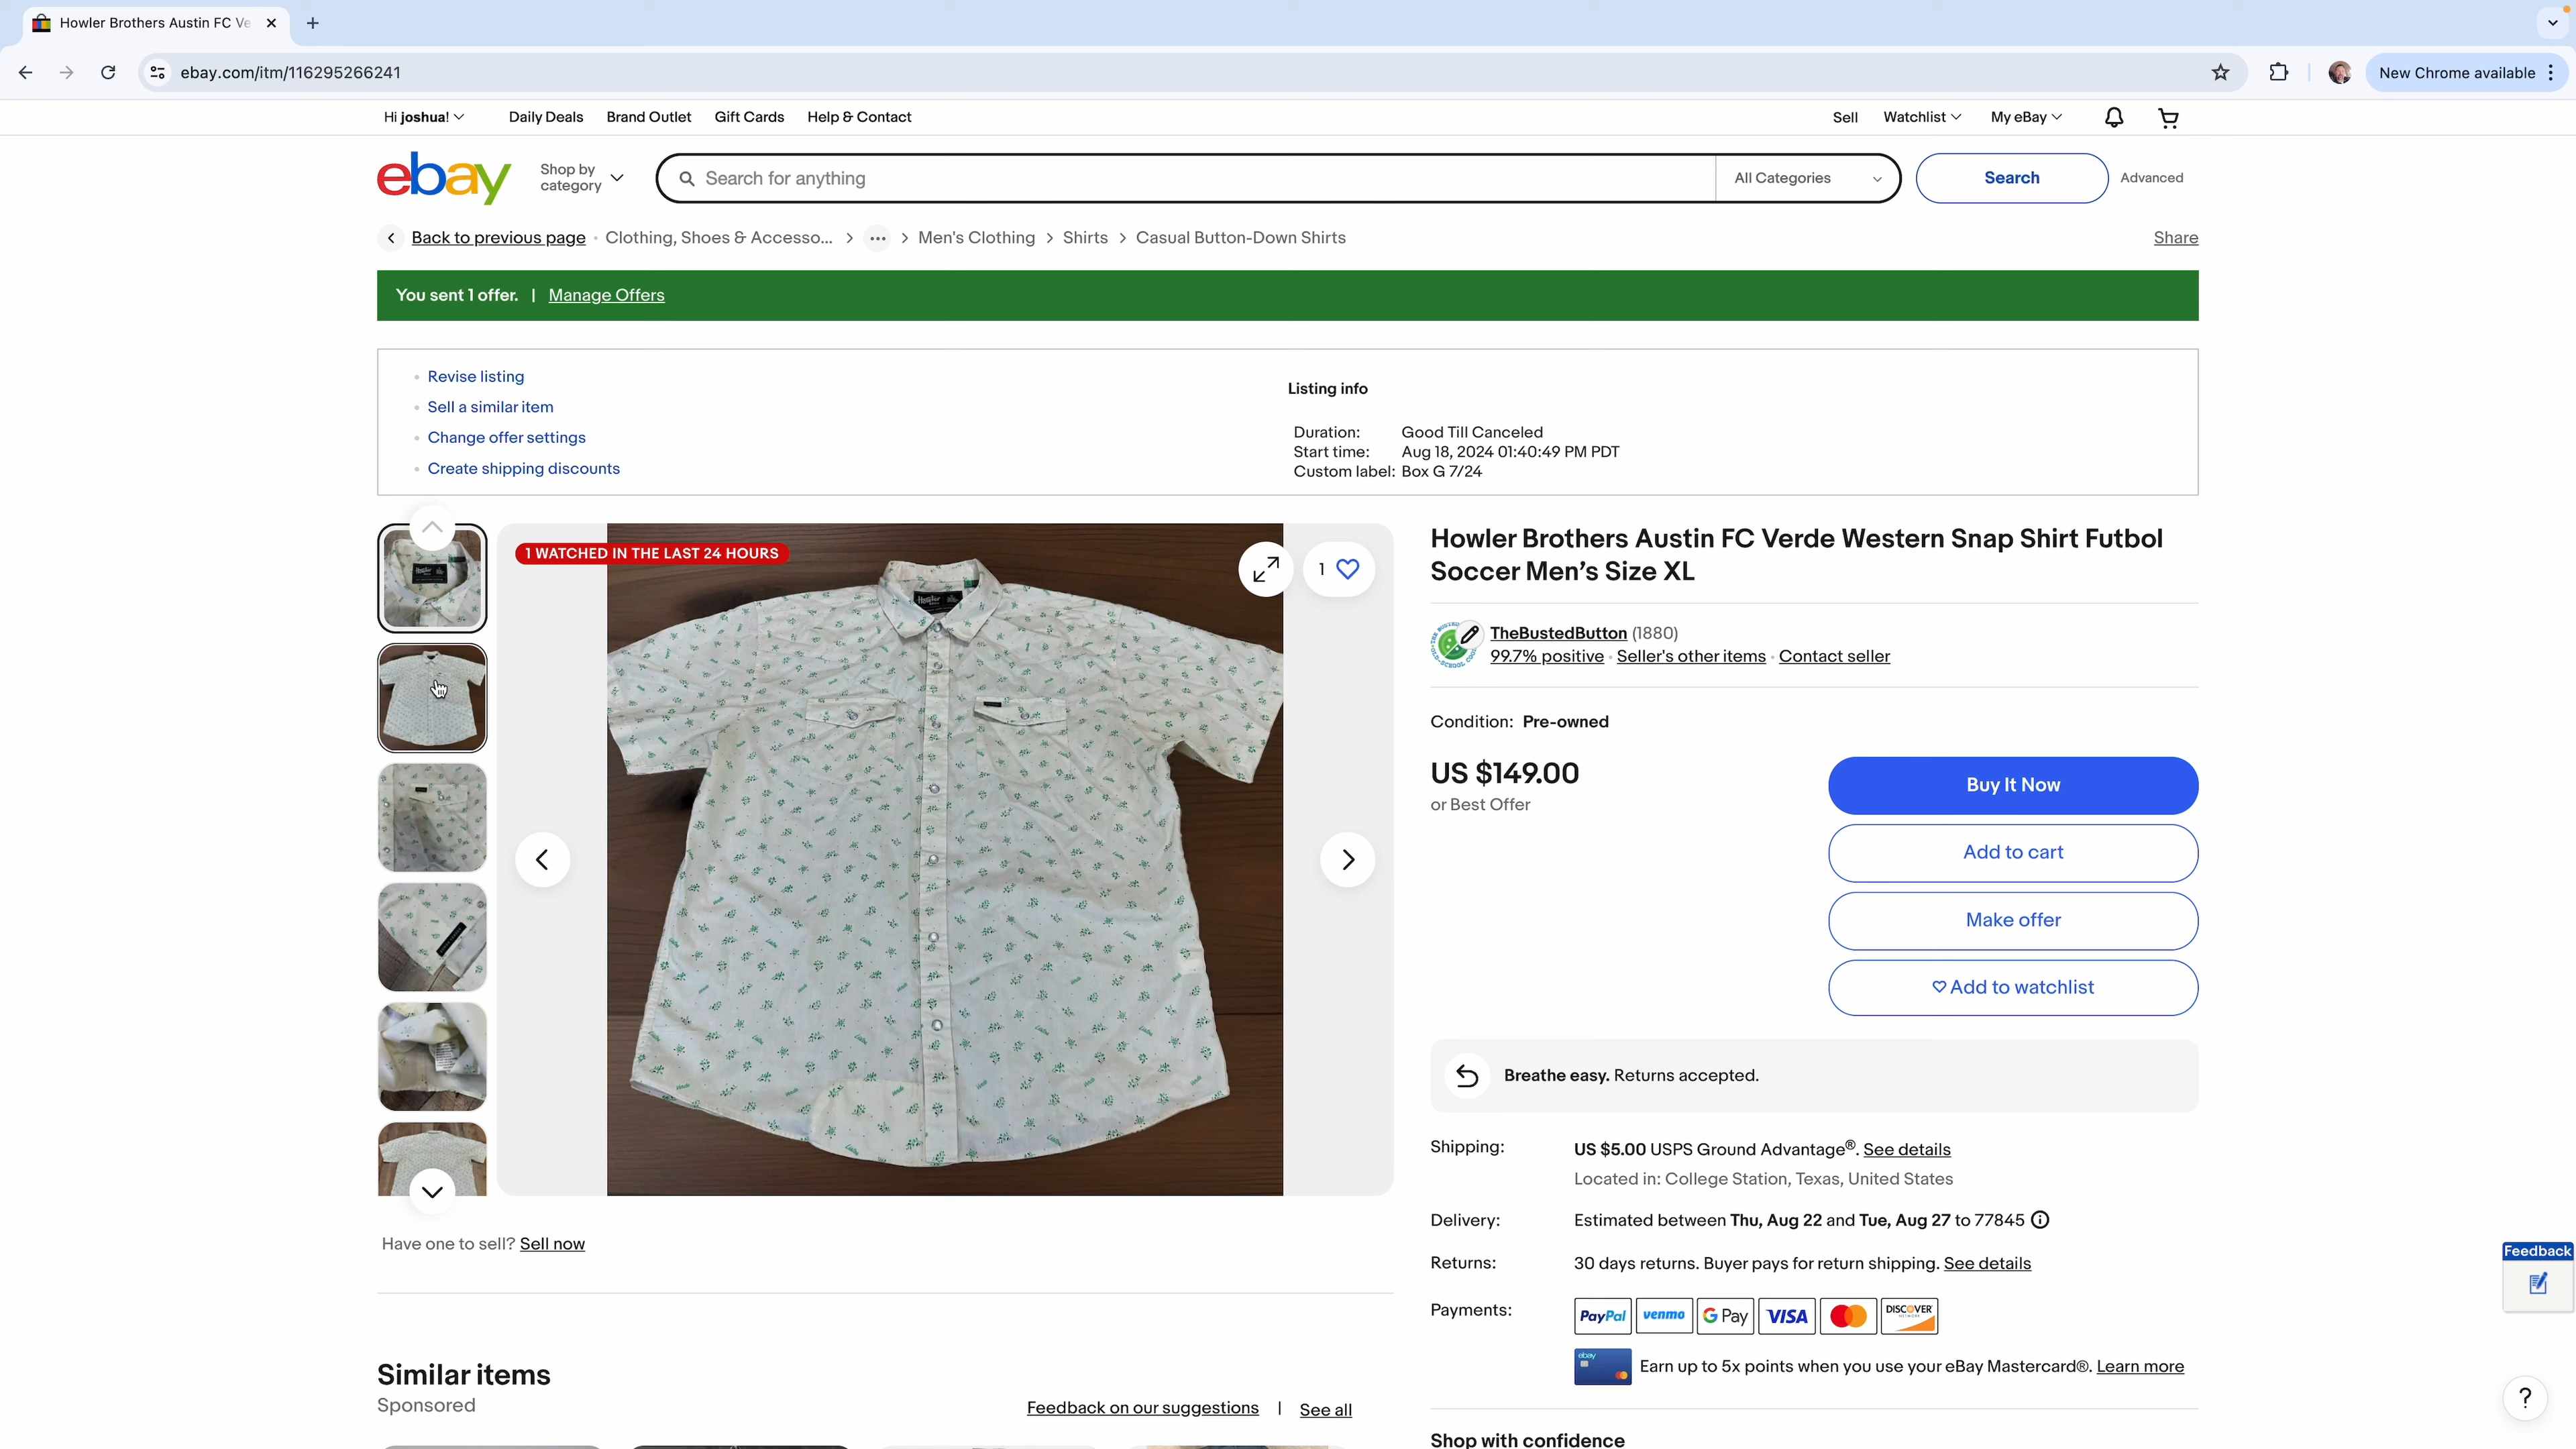 Howler Brothers Austin FC Ve
ebay.com/itm/116295266241
New Chrome available
Hi joshua!
Daily Deals
Brand Outlet
Gift Cards
Help & Contact
Sell
Watchlist
My eBay
ebay
Shop by
category
Search for anything
All Categories
Search
Advanced
Back to previous page
Clothing, Shoes & Accesso...
...
Men's Clothing
Shirts
Casual Button-Down Shirts
Share
You sent 1 offer. | Manage Offers
Revise listing
Sell a similar item
Change offer settings
Create shipping discounts
Listing info
Duration: Good Till Canceled
Start time: Aug 18, 2024 01:40:49 PM PDT
Custom label: Box G 7/24
1 WATCHED IN THE LAST 24 HOURS
1
Howler
Howler Brothers Austin FC Verde Western Snap Shirt Futbol
Soccer Men’s Size XL
TheBustedButton (1880)
99.7% positive · Seller's other items · Contact seller
Condition: Pre-owned
US $149.00
or Best Offer
Buy It Now
Add to cart
Make offer
Add to watchlist
Breathe easy. Returns accepted.
Shipping: US $5.00 USPS Ground Advantage®. See details
Located in: College Station, Texas, United States
Delivery: Estimated between Thu, Aug 22 and Tue, Aug 27 to 77845
Returns: 30 days returns. Buyer pays for return shipping. See details
Payments: PayPal venmo G Pay VISA DISCOVER
ebay
Earn up to 5x points when you use your eBay Mastercard®. Learn more
Have one to sell? Sell now
Similar items
Sponsored
Feedback on our suggestions | See all
Shop with confidence
Feedback
?